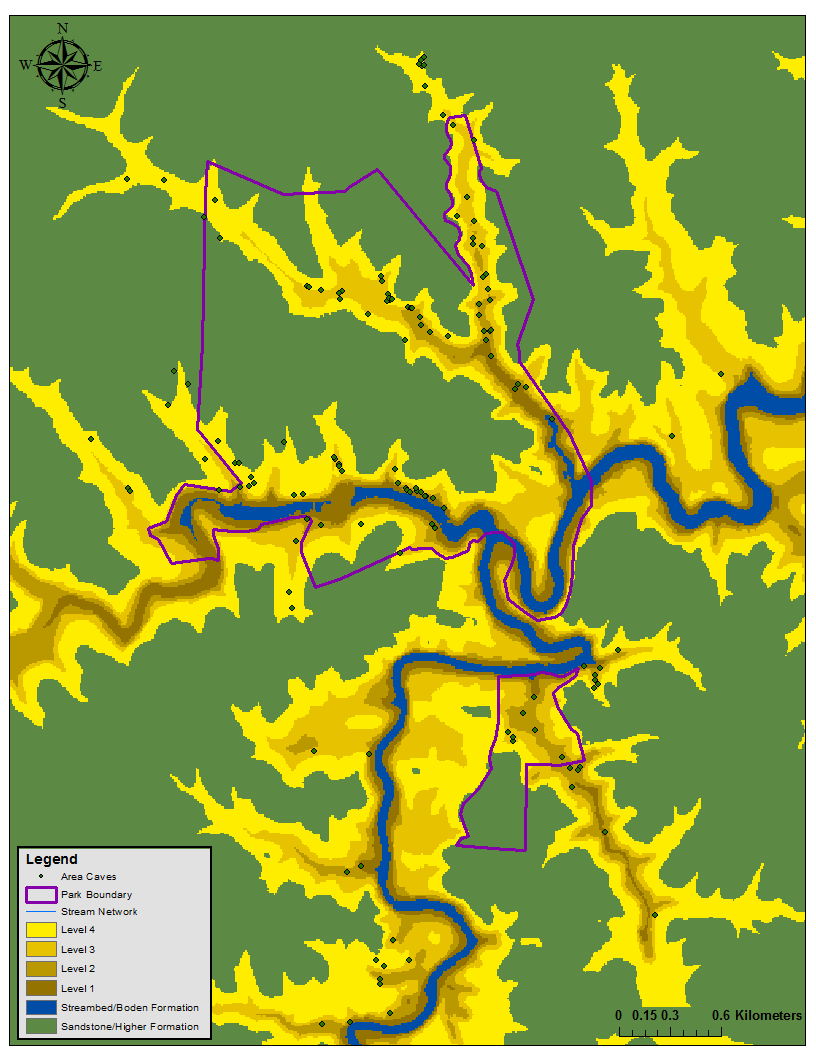 N
W E
S
Legend
Area Caves
Park Boundary
Stream Network
Level 4
Level 3
Level 2
Level 1
Streambed/Boden Formation
Sandstone/Higher Formation
0 0.15 0.3 0.6 Kilometers